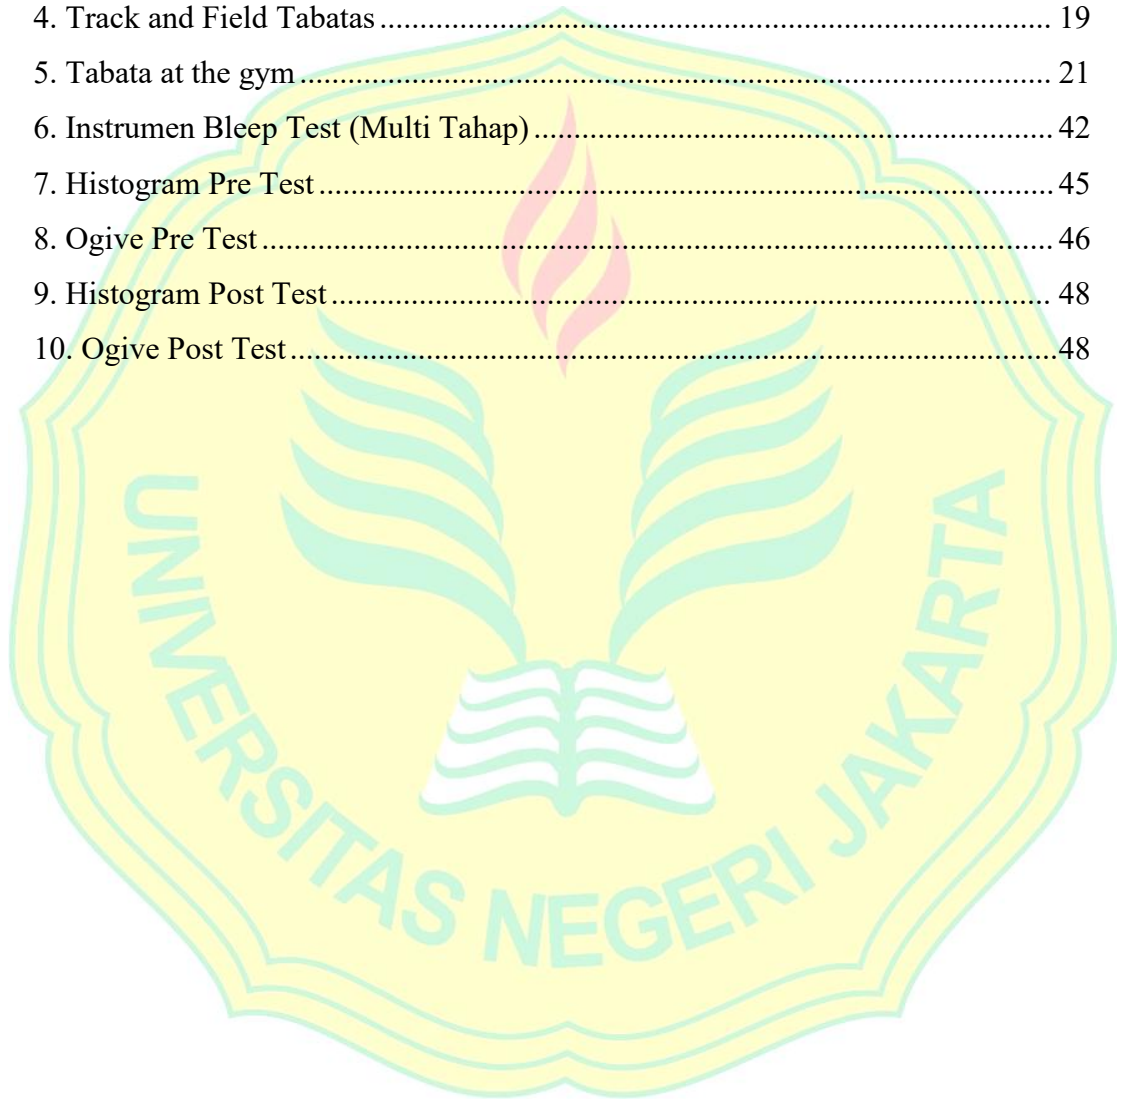 4. Track and Field Tabatas........................................................................................ 19
5. Tabata at the gym.................................................................................................. 21
6. Instrumen Bleep Test (Multi Tahap)................................................................... 42
7. Histogram Pre Test................................................................................................ 45
8. Ogive Pre Test....................................................................................................... 46
9. Histogram Post Test.............................................................................................. 48
10. Ogive Post Test....................................................................................................48
UNIVERSITAS NEGERI JAKARTA